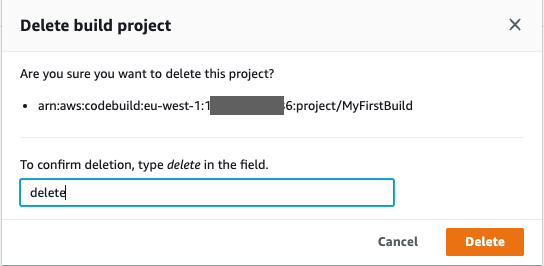 Delete build project
Are you sure you want to delete this project?
• arn:aws:codebuild:eu-west-1:1 6:project/MyFirstBuild
To confirm deletion, type delete in the field.
delete
Cancel Delete